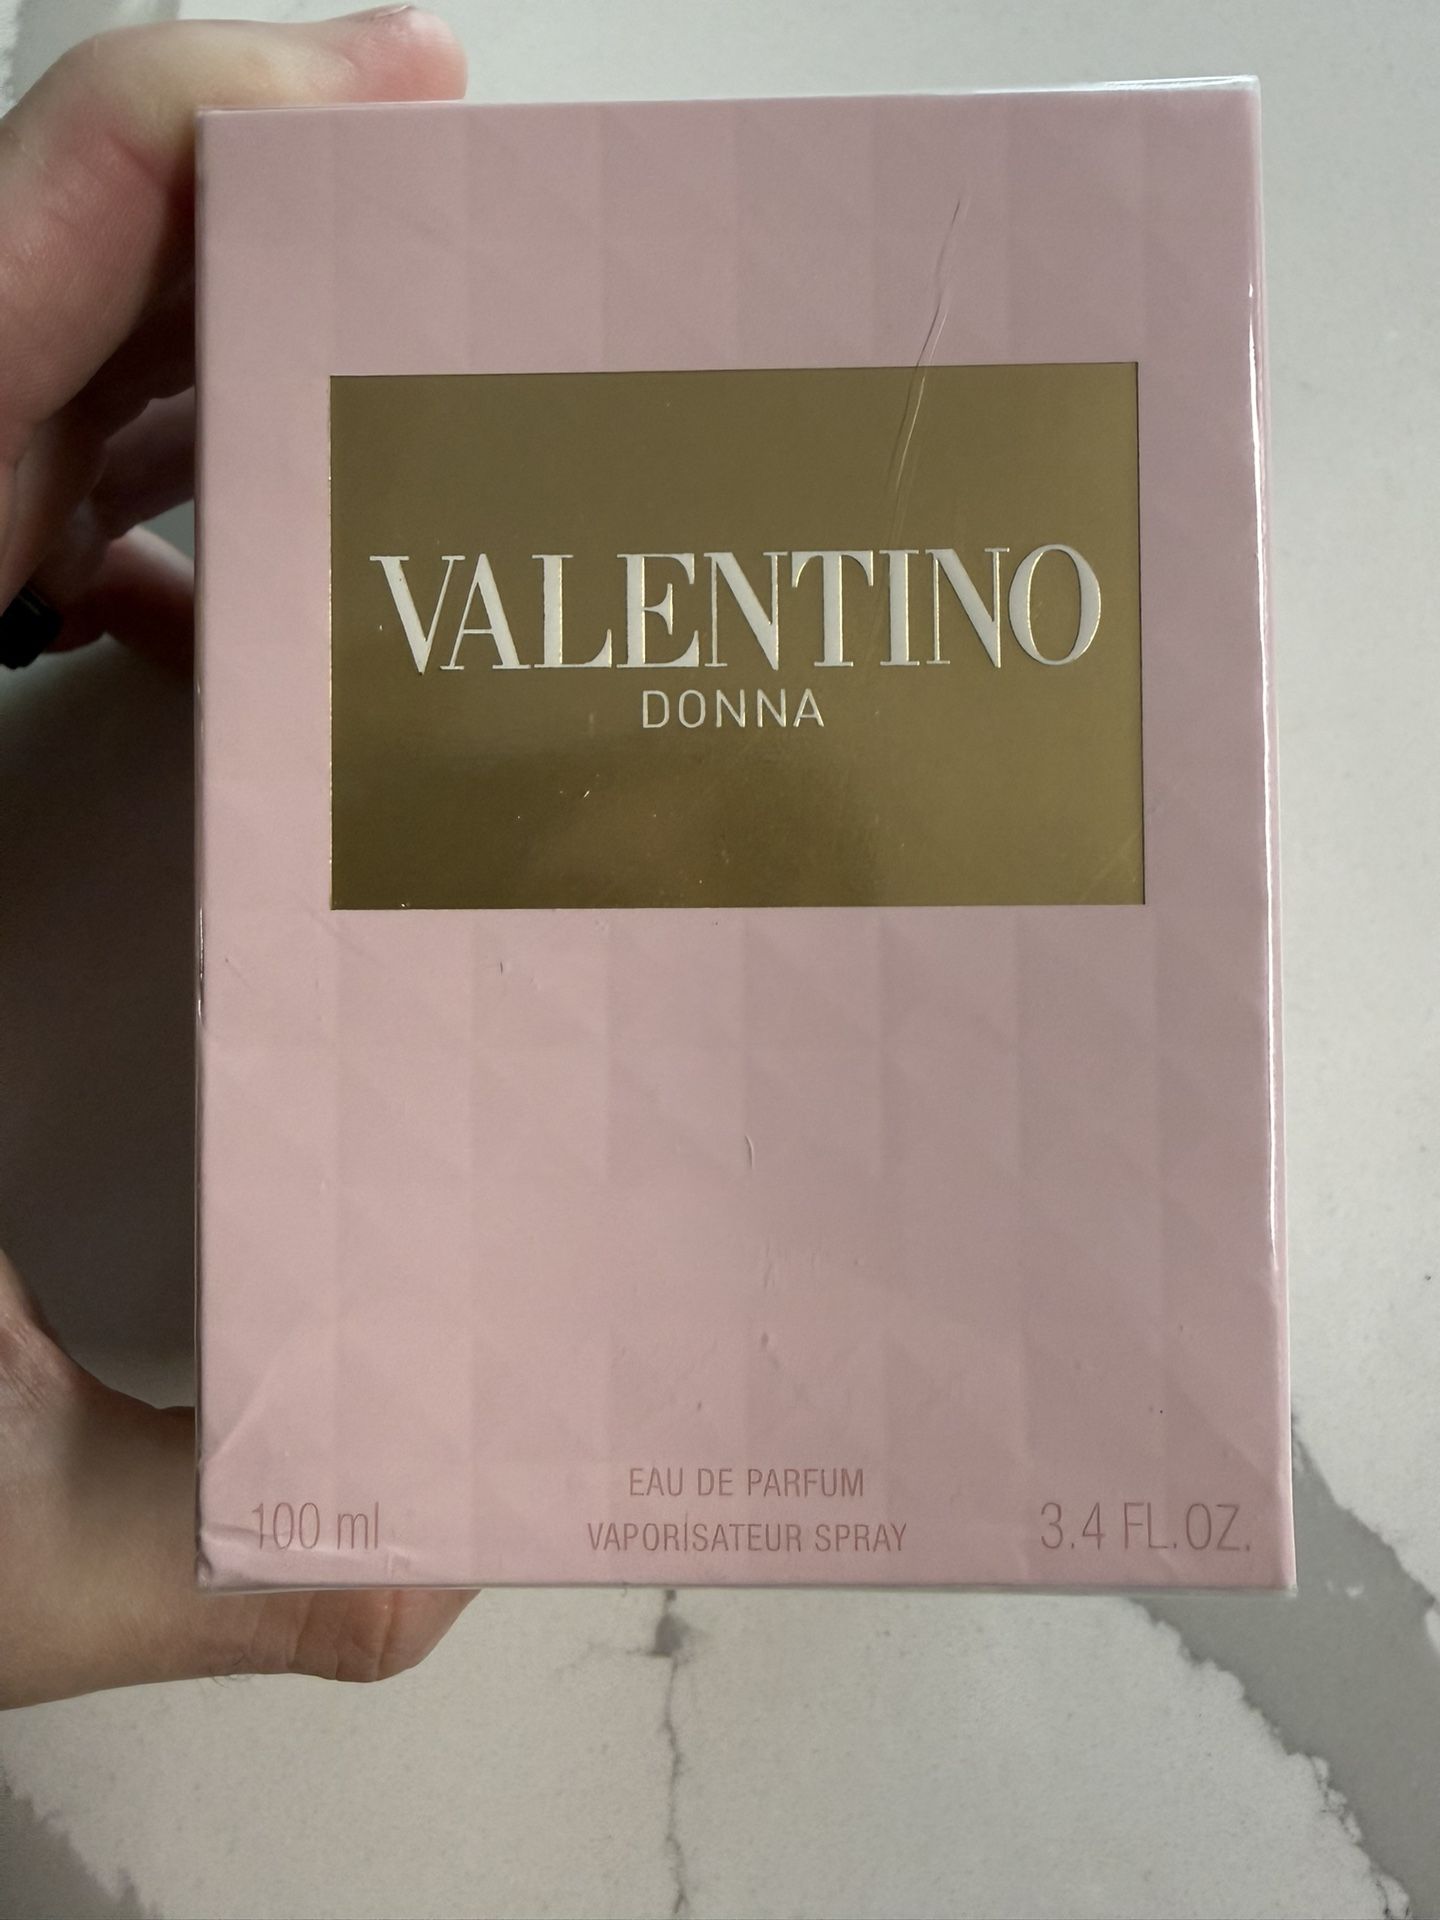 VALENTINO
DONNA
EAU DE PARFUM
100 ml VAPORISATEUR SPRAY 3.4 FL.OZ.